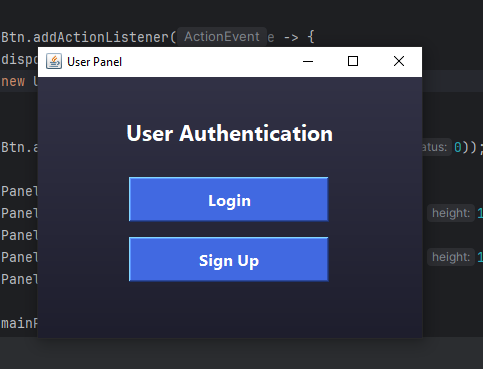 Btn.addActionListener( ActionEvent e -> {
dispo
User Panel
new U
User Authentication
Btn.a
atus: 0));
Login
Panel
Panel
height: 1
Panel
Sign Up
Panel
height: 1
Panel
mainP